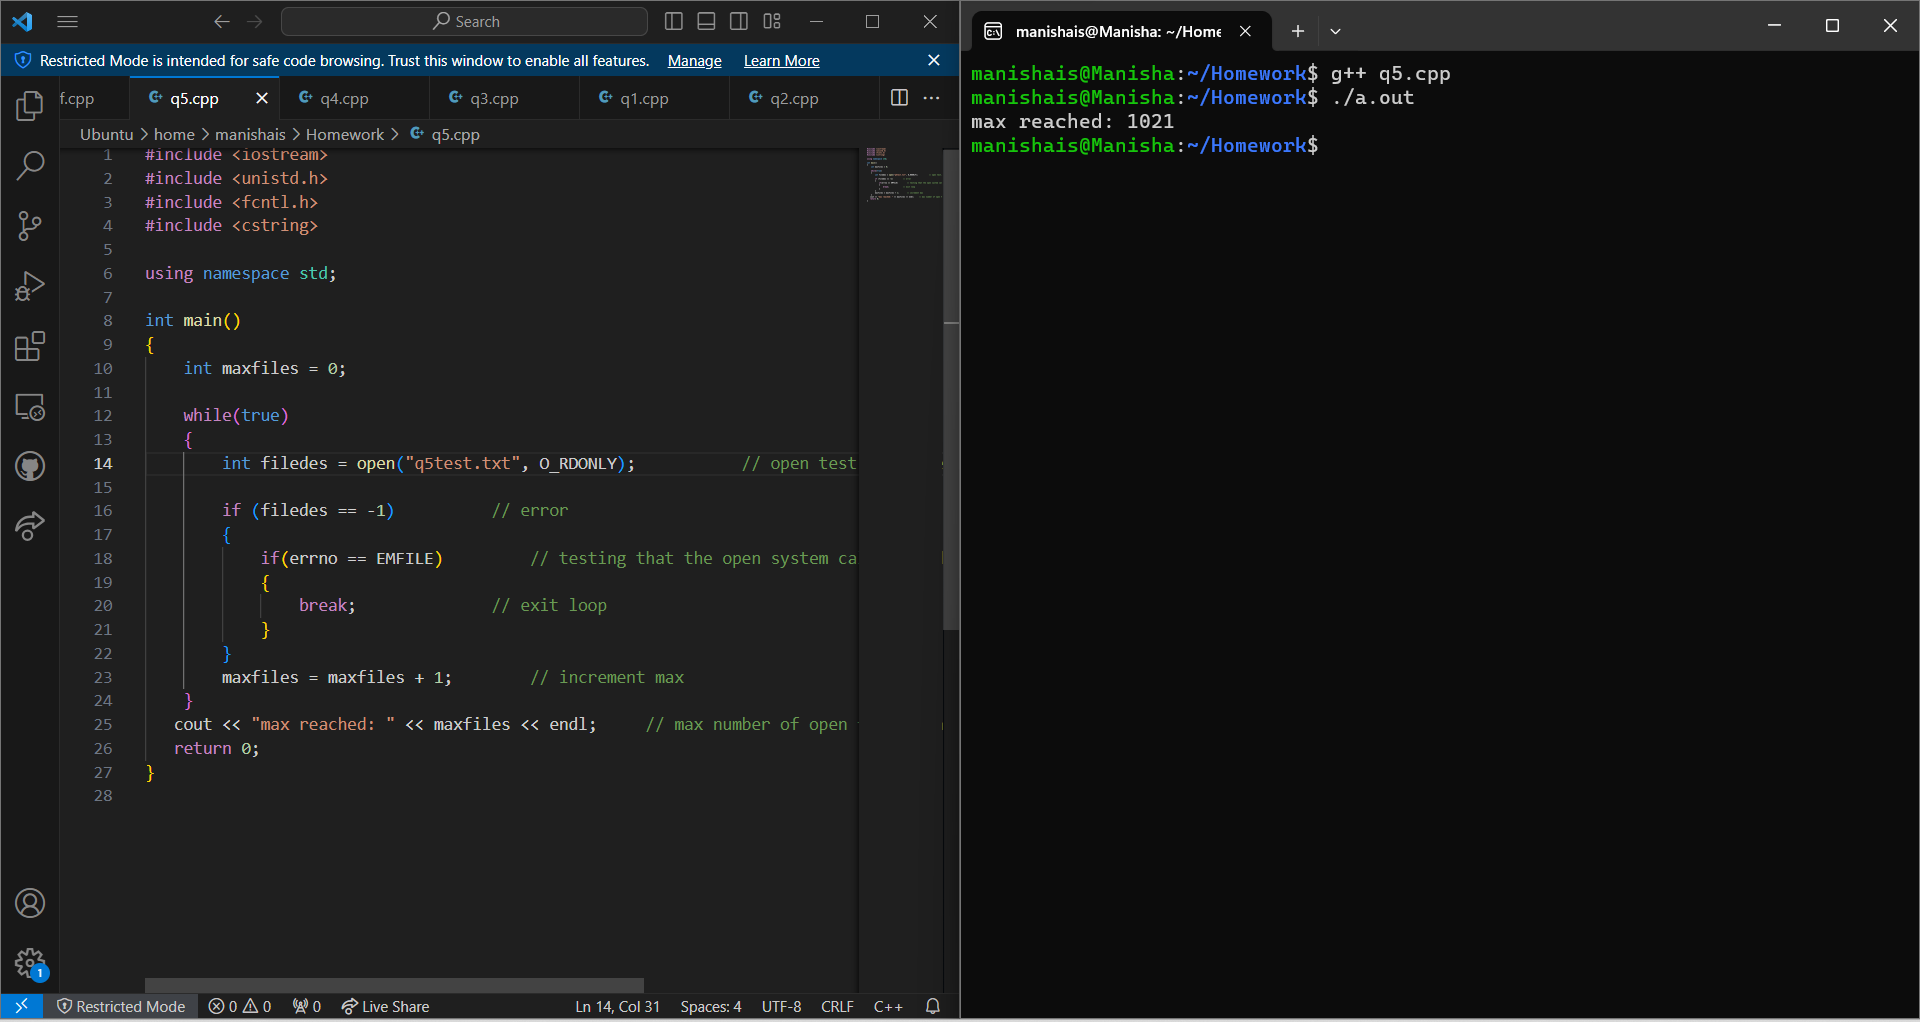 Search
Restricted Mode is intended for safe code browsing. Trust this window to enable all features. Manage Learn More
f.cpp q5.cpp q4.cpp q3.cpp q1.cpp q2.cpp
Ubuntu > home > manishais > Homework > q5.cpp
1 #include <iostream>
2 #include <unistd.h>
3 #include <fcntl.h>
4 #include <cstring>
5
6 using namespace std;
7
8 int main()
9 {
10 int maxfiles = 0;
11
12 while(true)
13 {
14 int filedes = open("q5test.txt", O_RDONLY); // open test
15
16 if (filedes == -1) // error
17 {
18 if(errno == EMFILE) // testing that the open system ca
19 {
20 break; // exit loop
21 }
22 }
23 maxfiles = maxfiles + 1; // increment max
24 }
25 cout << "max reached: " << maxfiles << endl; // max number of open
26 return 0;
27 }
28
1
Restricted Mode 0 0 0 Live Share Ln 14, Col 31 Spaces: 4 UTF-8 CRLF C++
manishais@Manisha: ~/Home
manishais@Manisha:~/Homework$ g++ q5.cpp
manishais@Manisha:~/Homework$ ./a.out
max reached: 1021
manishais@Manisha:~/Homework$